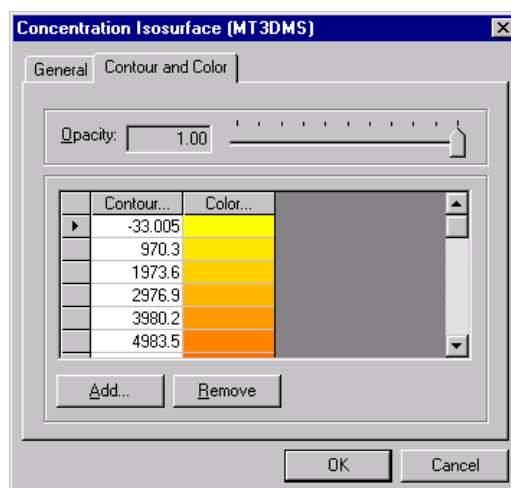 Concentration Isosurface (MT3DMS)
General Contour and Color
Opacity: 1.00
Contour... Color...
-33.005
970.3
1973.6
2976.9
3980.2
4983.5
Add... Remove
OK Cancel